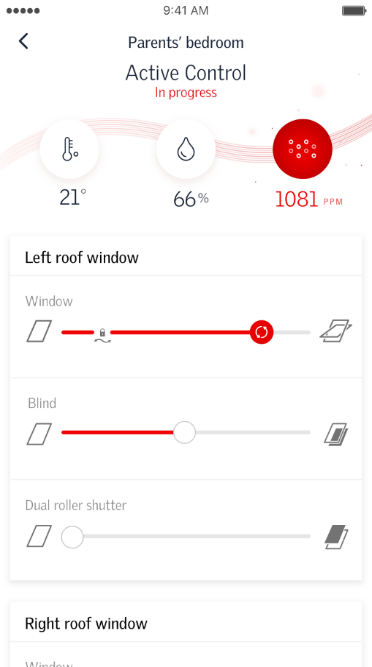 9:41 AM
Parents' bedroom
Active Control
In progress
21°
66%
1081 PPM
Left roof window
Window
Blind
Dual roller shutter
Right roof window
Window